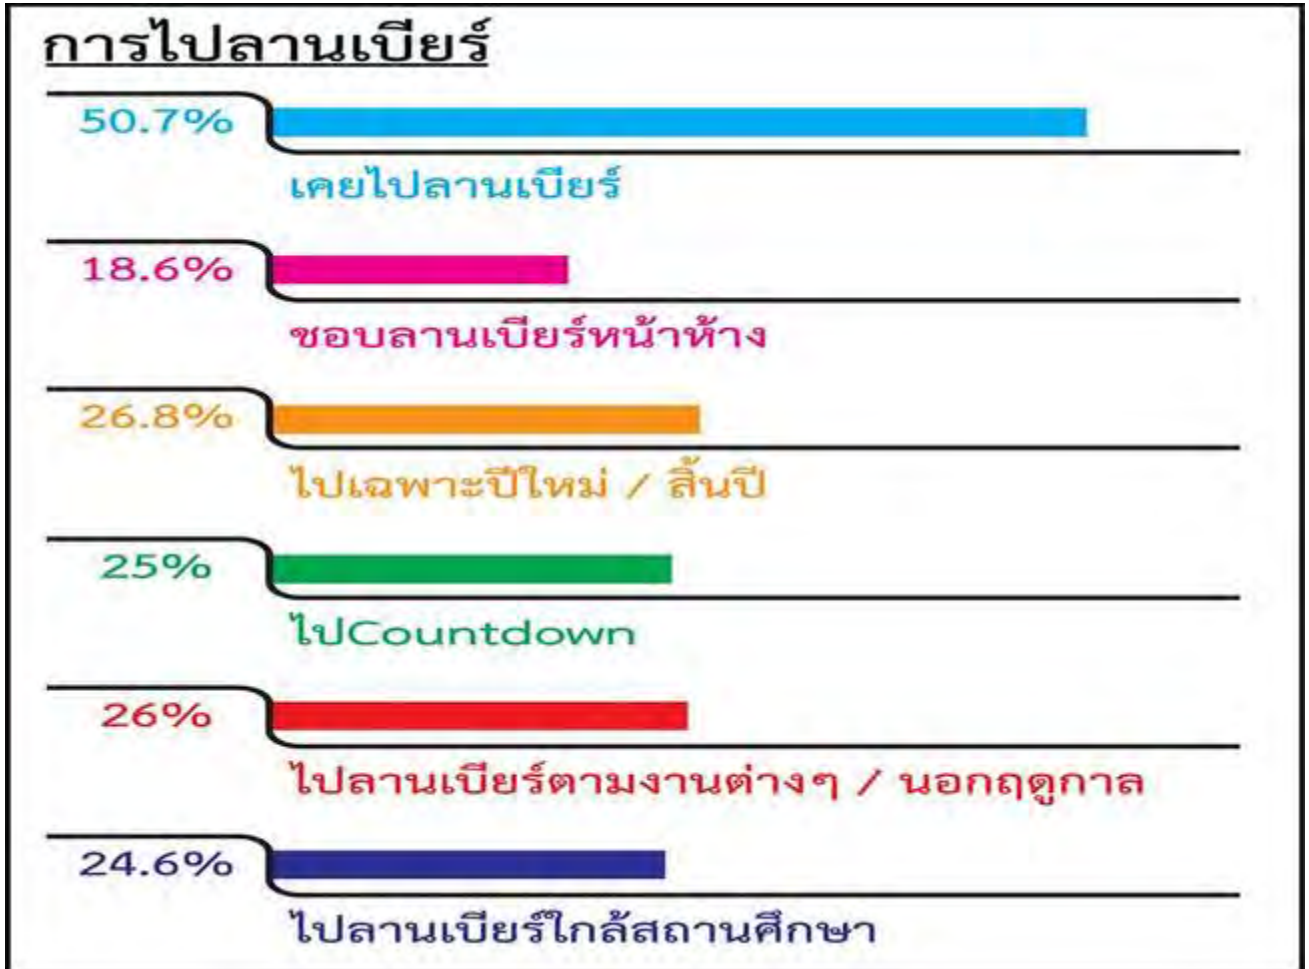 การไปลานเบียร์
50.7%
เคยไปลานเบียร์
18.6%
ชอบลานเบียร์หน้าห้าง
26.8%
ไปเฉพาะปีใหม่ / สิ้นปี
25%
ไปCountdown
26%
ไปลานเบียร์ตามงานต่างๆ / นอกฤดูกาล
24.6%
ไปลานเบียร์ใกล้สถานศึกษา